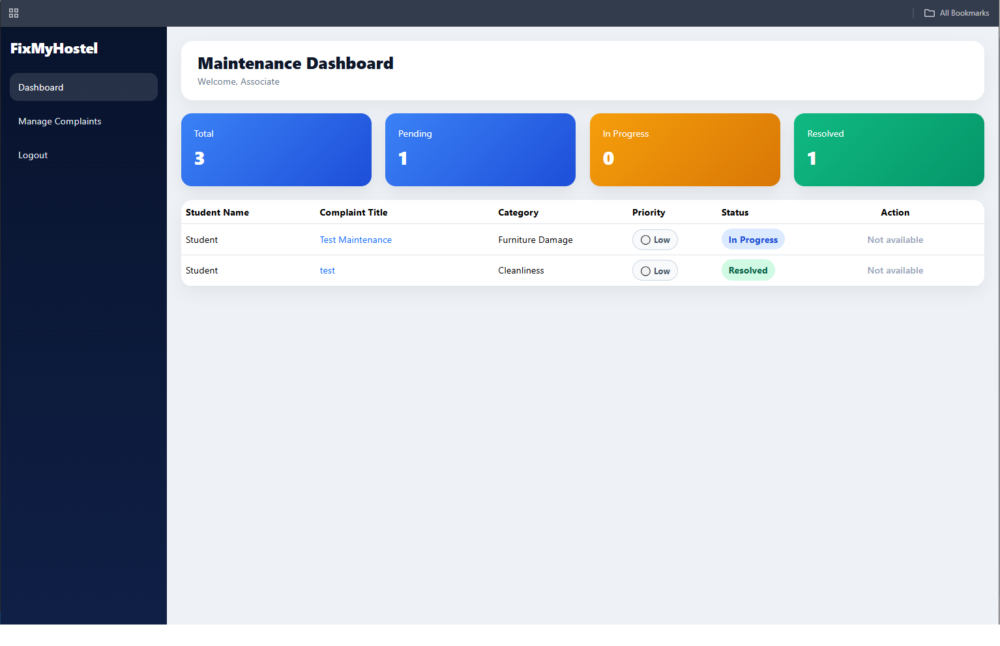 All Bookmarks
FixMyHostel
Dashboard
Manage Complaints
Logout
Maintenance Dashboard
Welcome, Associate
Total
3
Pending
1
In Progress
0
Resolved
1
Student Name Complaint Title Category Priority Status Action
Student Test Maintenance Furniture Damage Low In Progress Not available
Student test Cleanliness Low Resolved Not available